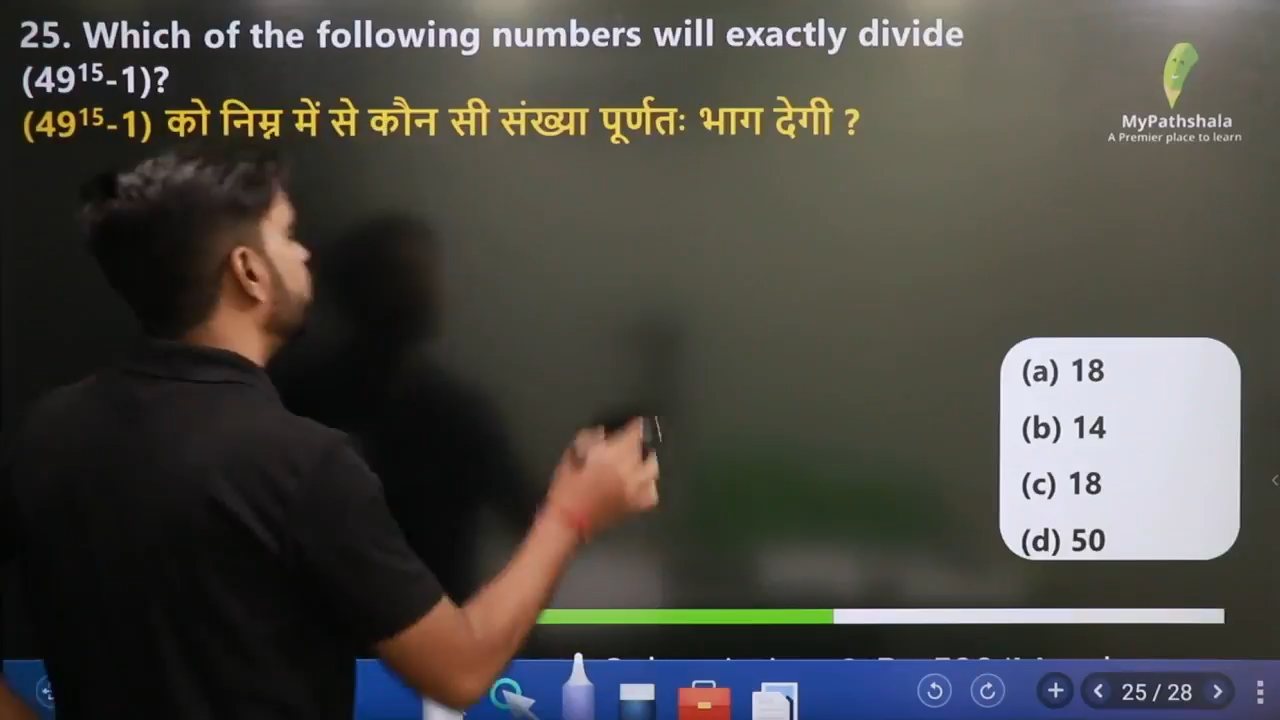 25. Which of the following numbers will exactly divide
(49¹⁵-1)?
(49¹⁵-1) को निम्न में से कौन सी संख्या पूर्णतः भाग देगी ?
MyPathshala
A Premier place to learn
(a) 18
(b) 14
(c) 18
(d) 50
25 / 28